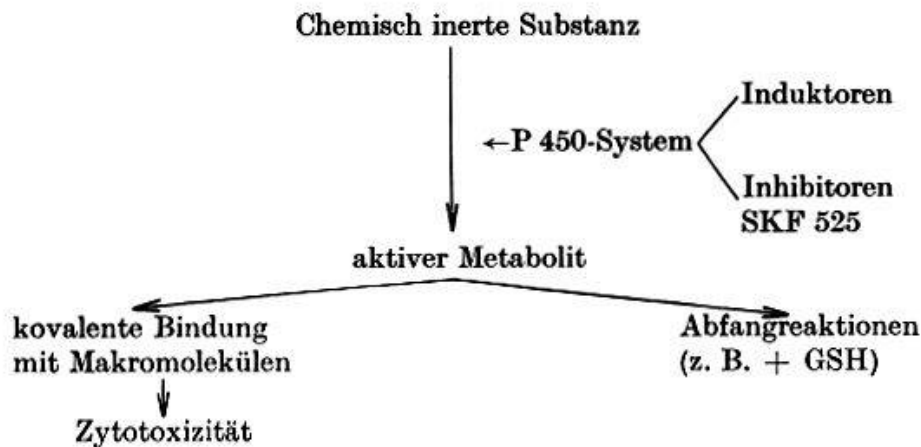 Chemisch inerte Substanz
Induktoren
←P 450-System
Inhibitoren
SKF 525
aktiver Metabolit
kovalente Bindung
mit Makromolekülen
Abfangreaktionen
(z. B. + GSH)
Zytotoxizität